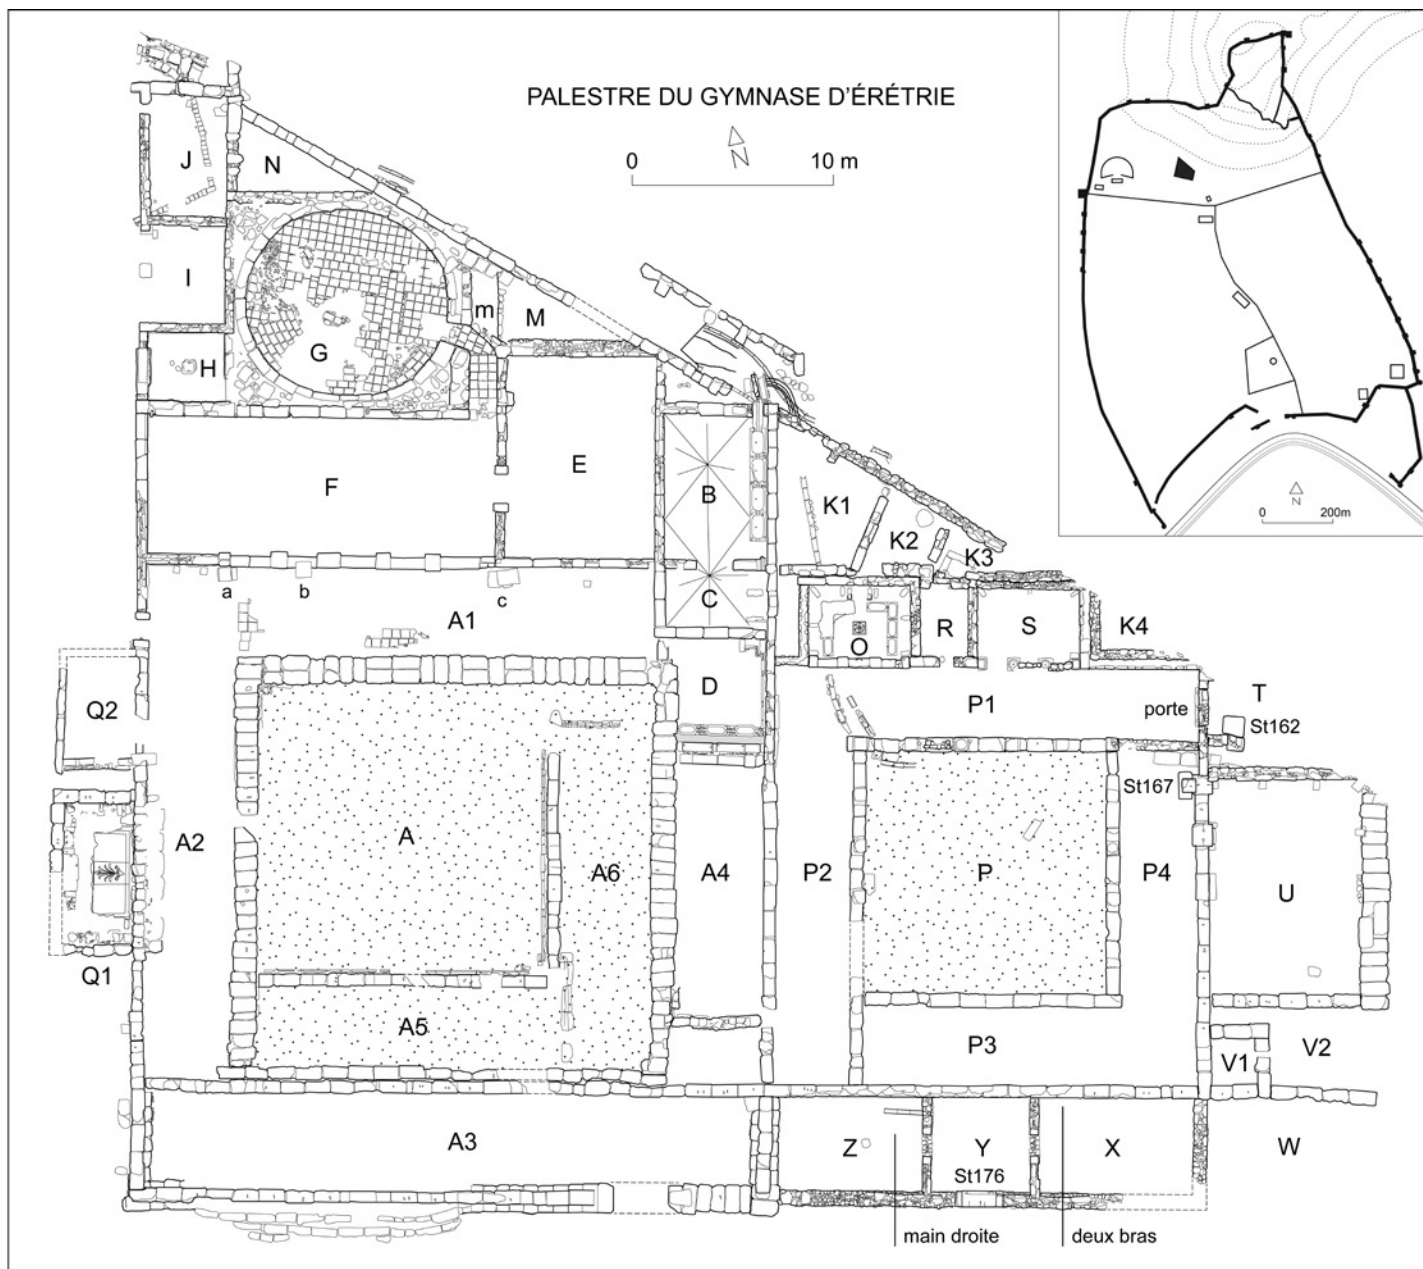 PALESTRE DU GYMNASE D'ÉRÉTRIE
N
0 10 m
J
N
I
G
m
M
H
F
E
B
K1
K2
K3
a
b
c
A1
C
O
R
S
K4
Q2
D
P1
porte
T
St162
St167
A2
A
A6
A4
P2
P
P4
U
Q1
A5
P3
V1
V2
A3
Z
Y
X
W
St176
main droite
deux bras
N
0 200m